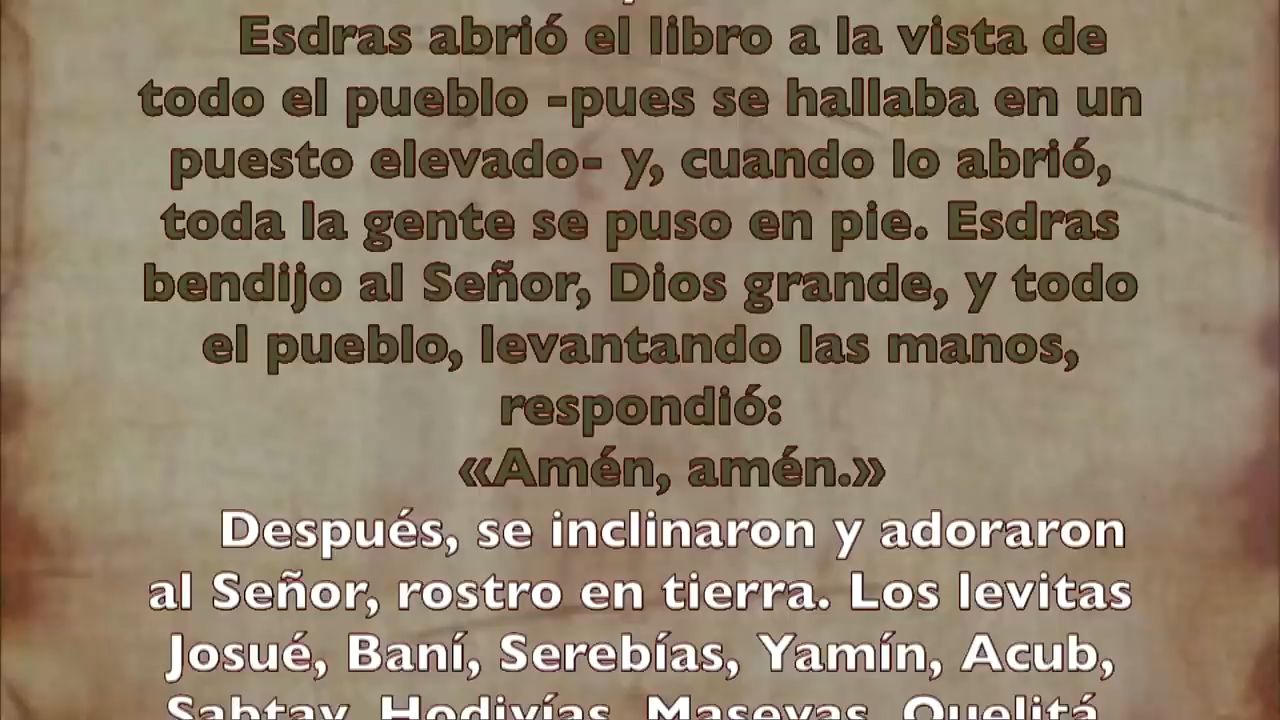 Esdras abrió el libro a la vista de
todo el pueblo -pues se hallaba en un
puesto elevado- y, cuando lo abrió,
toda la gente se puso en pie. Esdras
bendijo al Señor, Dios grande, y todo
el pueblo, levantando las manos,
respondió:
«Amén, amén.»
Después, se inclinaron y adoraron
al Señor, rostro en tierra. Los levitas
Josué, Baní, Serebías, Yamín, Acub,
Sabtay, Hodivías, Maseyas, Quelitá,